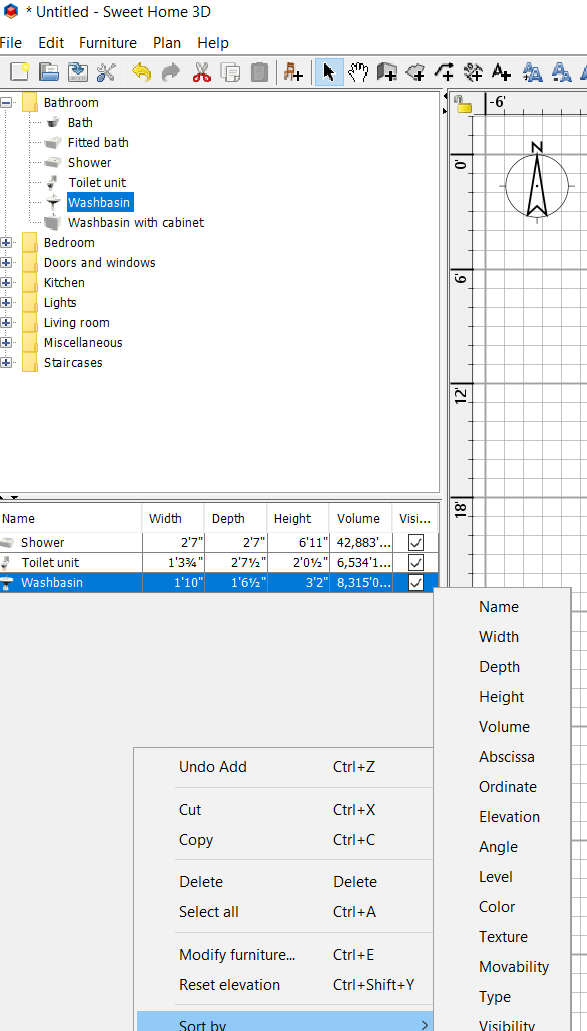 * Untitled - Sweet Home 3D
File Edit Furniture Plan Help
Bathroom
Bath
Fitted bath
Shower
Toilet unit
Washbasin
Washbasin with cabinet
Bedroom
Doors and windows
Kitchen
Lights
Living room
Miscellaneous
Staircases
-6'
N
0'
6'
12'
18'
Name Width Depth Height Volume Visi...
Shower 2'7" 2'7" 6'11" 42,883'...
Toilet unit 1'3¾" 2'7½" 2'0½" 6,534'1...
Washbasin 1'10" 1'6½" 3'2" 8,315'0...
Undo Add Ctrl+Z
Cut Ctrl+X
Copy Ctrl+C
Delete Delete
Select all Ctrl+A
Modify furniture... Ctrl+E
Reset elevation Ctrl+Shift+Y
Sort by >
Name
Width
Depth
Height
Volume
Abscissa
Ordinate
Elevation
Angle
Level
Color
Texture
Movability
Type
Visibility